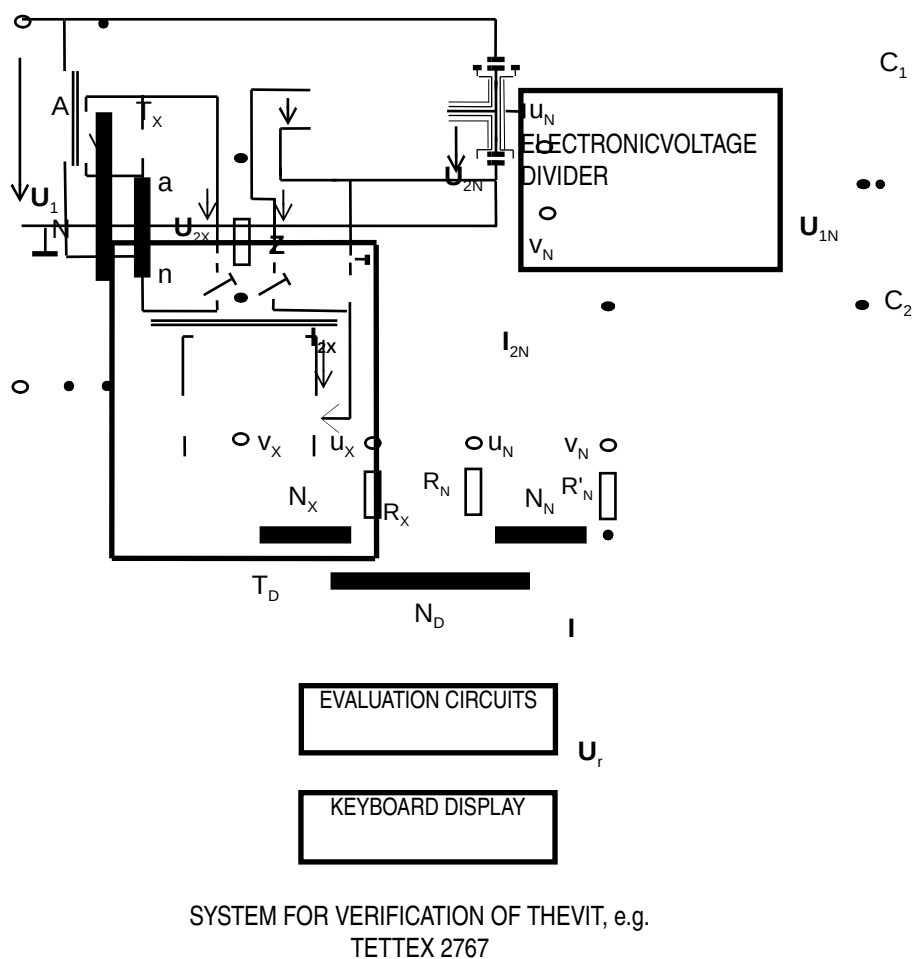 C1
A
TX
uN
ELECTRONICVOLTAGE
DIVIDER
a
U2N
U1
N
U2X
Z
vN
U1N
n
C2
I2X
I2N
vX
uX
uN
vN
NX
RX
RN
NN
R'N
TD
ND
I
EVALUATION CIRCUITS
Ur
KEYBOARD DISPLAY
SYSTEM FOR VERIFICATION OF THEVIT, e.g.
TETTEX 2767